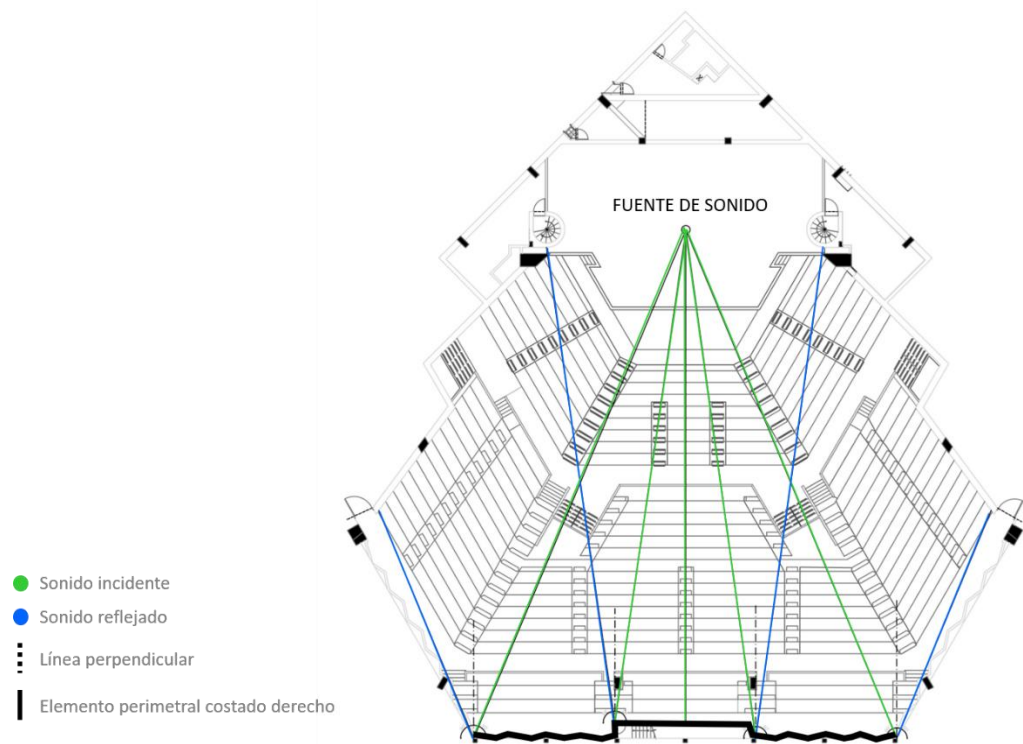 FUENTE DE SONIDO
Sonido incidente
Sonido reflejado
Línea perpendicular
Elemento perimetral costado derecho